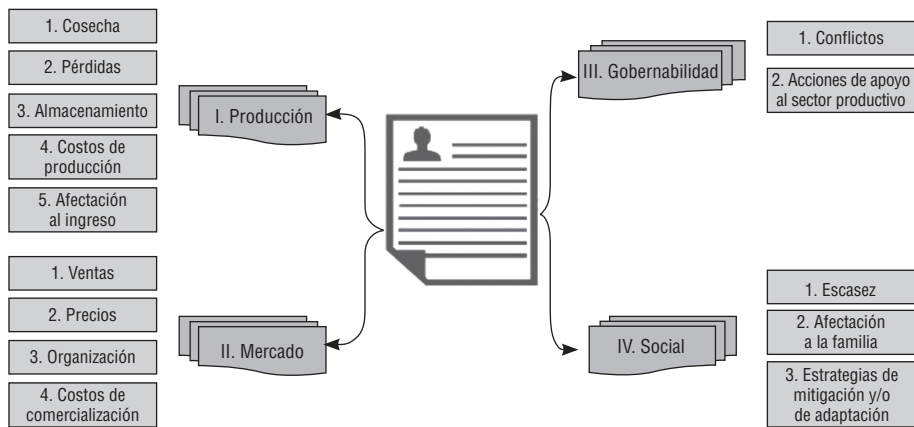 1. Cosecha
2. Pérdidas
3. Almacenamiento
4. Costos de
producción
5. Afectación
al ingreso
I. Producción
1. Ventas
2. Precios
3. Organización
4. Costos de
comercialización
II. Mercado
III. Gobernabilidad
1. Conflictos
2. Acciones de apoyo
al sector productivo
IV. Social
1. Escasez
2. Afectación
a la familia
3. Estrategias de
mitigación y/o
de adaptación